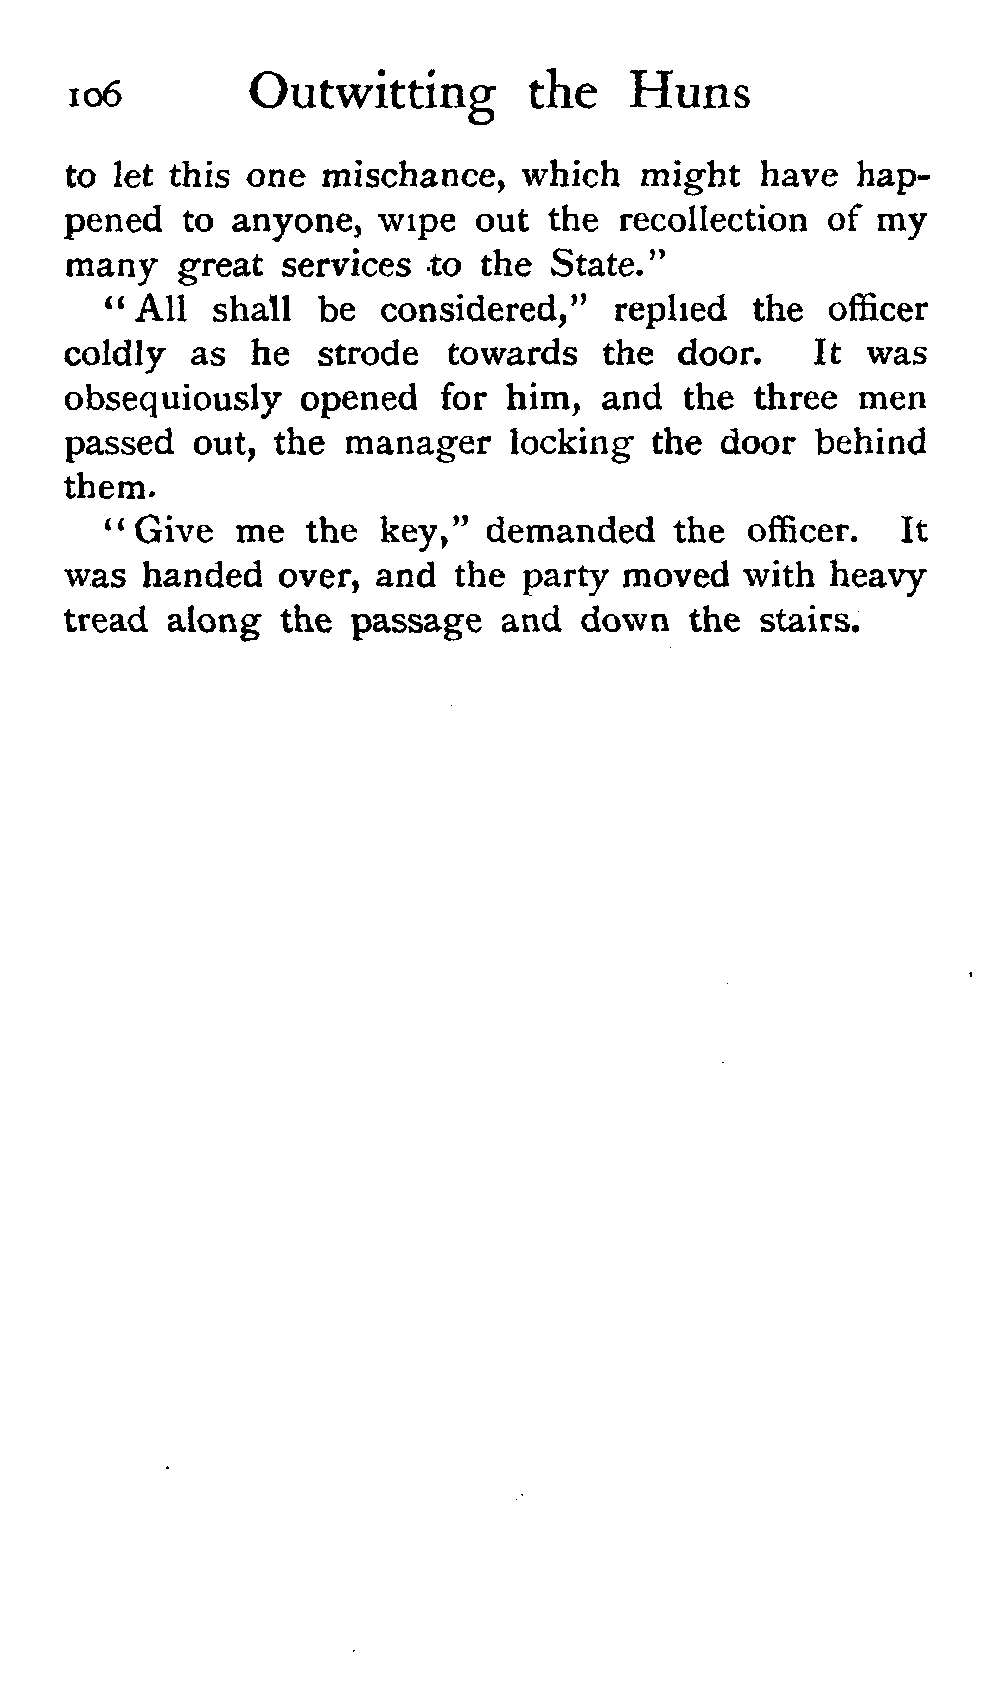 106 Outwitting the Huns
to let this one mischance, which might have hap-
pened to anyone, wipe out the recollection of my
many great services to the State."
"All shall be considered," replied the officer
coldly as he strode towards the door. It was
obsequiously opened for him, and the three men
passed out, the manager locking the door behind
them.
"Give me the key," demanded the officer. It
was handed over, and the party moved with heavy
tread along the passage and down the stairs.